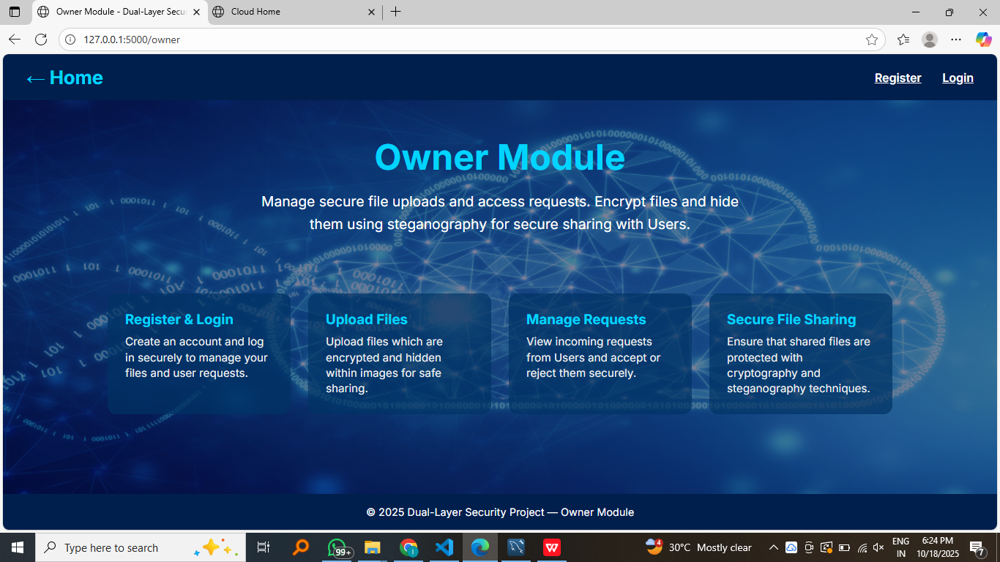 Owner Module - Dual-Layer Secu
Cloud Home
127.0.0.1:5000/owner
← Home
Register
Login
Owner Module
Manage secure file uploads and access requests. Encrypt files and hide
them using steganography for secure sharing with Users.
Register & Login
Create an account and log
in securely to manage your
files and user requests.
Upload Files
Upload files which are
encrypted and hidden
within images for safe
sharing.
Manage Requests
View incoming requests
from Users and accept or
reject them securely.
Secure File Sharing
Ensure that shared files are
protected with
cryptography and
steganography techniques.
© 2025 Dual-Layer Security Project — Owner Module
Type here to search
99+
4
30°C Mostly clear
ENG
IN
6:24 PM
10/18/2025
7